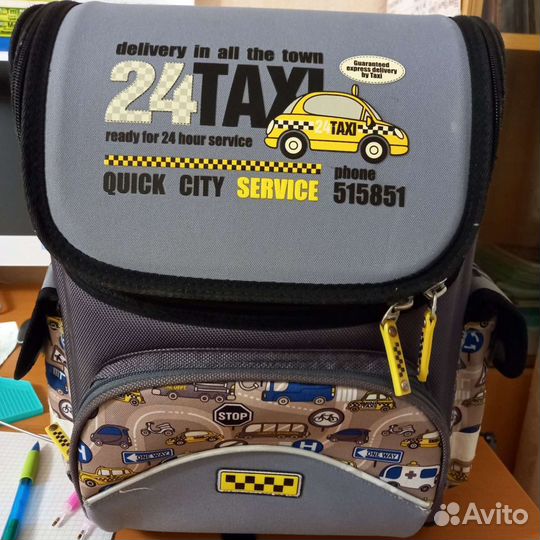 delivery in all the town
24TAXI
Guaranteed
express delivery
by Taxi
24TAXI
ready for 24 hour service
QUICK CITY SERVICE
phone
515851
STOP
H
ONE WAY
ONE WAY
H
Avito